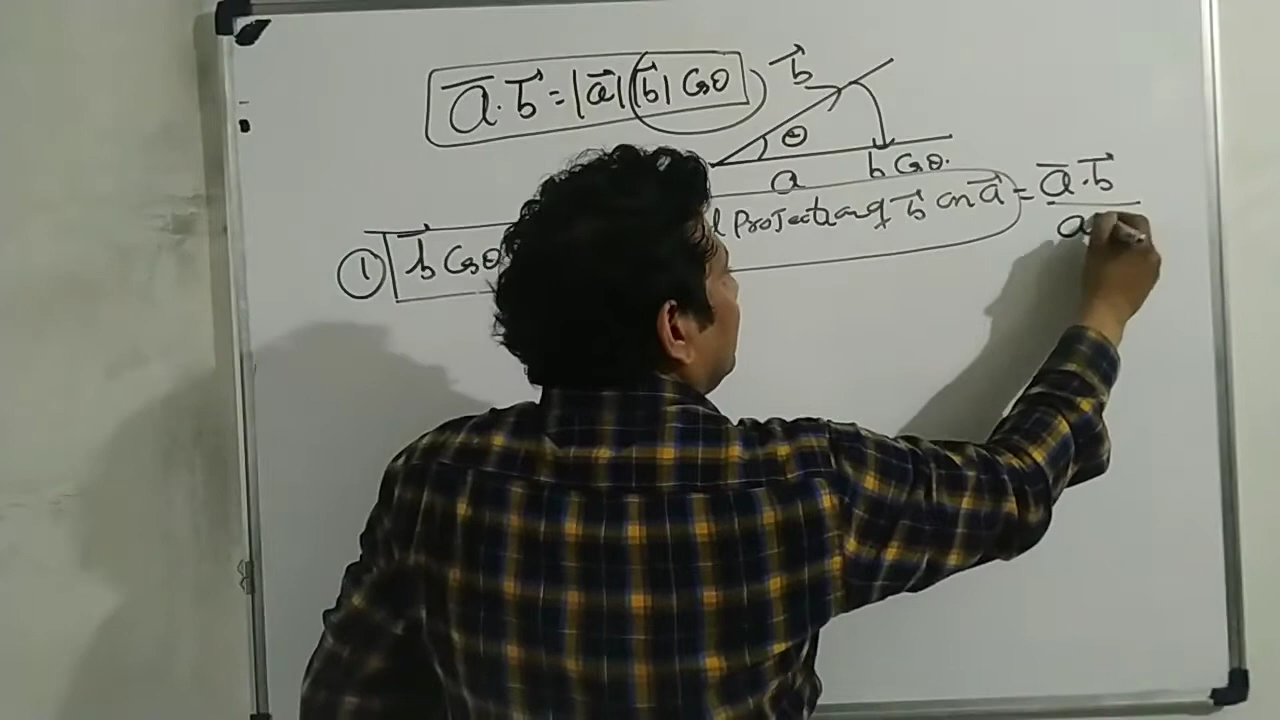 a⃗.b⃗ = |a⃗||b⃗| Cosθ
b⃗
θ
a
b Cosθ.
① b⃗ Cosθ
Projection of b⃗ on a⃗ = a⃗.b⃗
a